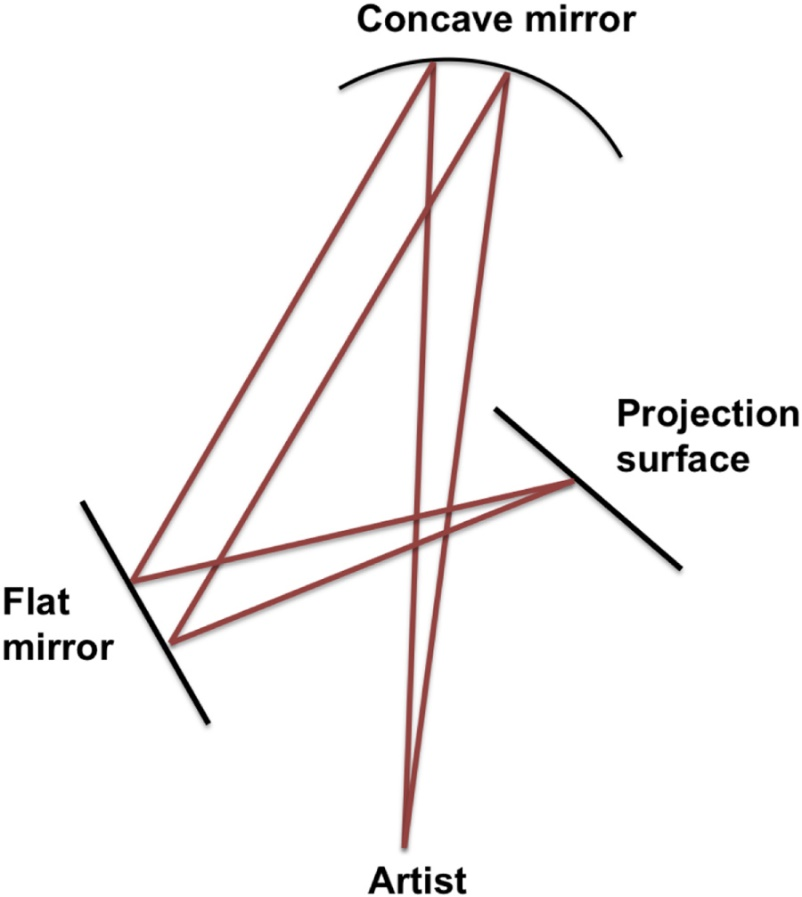 Concave mirror
Projection
surface
Flat
mirror
Artist